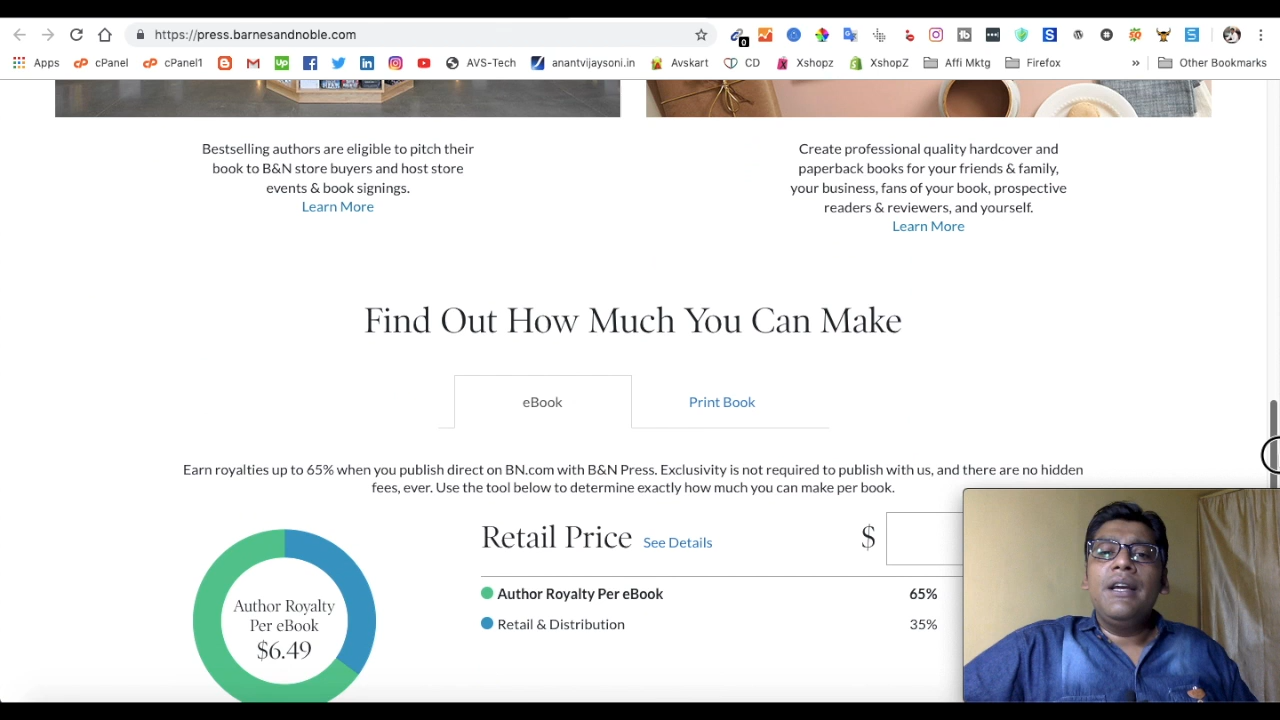 https://press.barnesandnoble.com
0
Apps cPanel cPanel1 AVS-Tech anantvijaysoni.in Avskart CD Xshopz XshopZ Affi Mktg Firefox » Other Bookmarks
Bestselling authors are eligible to pitch their
book to B&N store buyers and host store
events & book signings.
Learn More
Create professional quality hardcover and
paperback books for your friends & family,
your business, fans of your book, prospective
readers & reviewers, and yourself.
Learn More
Find Out How Much You Can Make
eBook Print Book
Earn royalties up to 65% when you publish direct on BN.com with B&N Press. Exclusivity is not required to publish with us, and there are no hidden
fees, ever. Use the tool below to determine exactly how much you can make per book.
Retail Price See Details $
Author Royalty Per eBook 65%
Retail & Distribution 35%
Author Royalty
Per eBook
$6.49